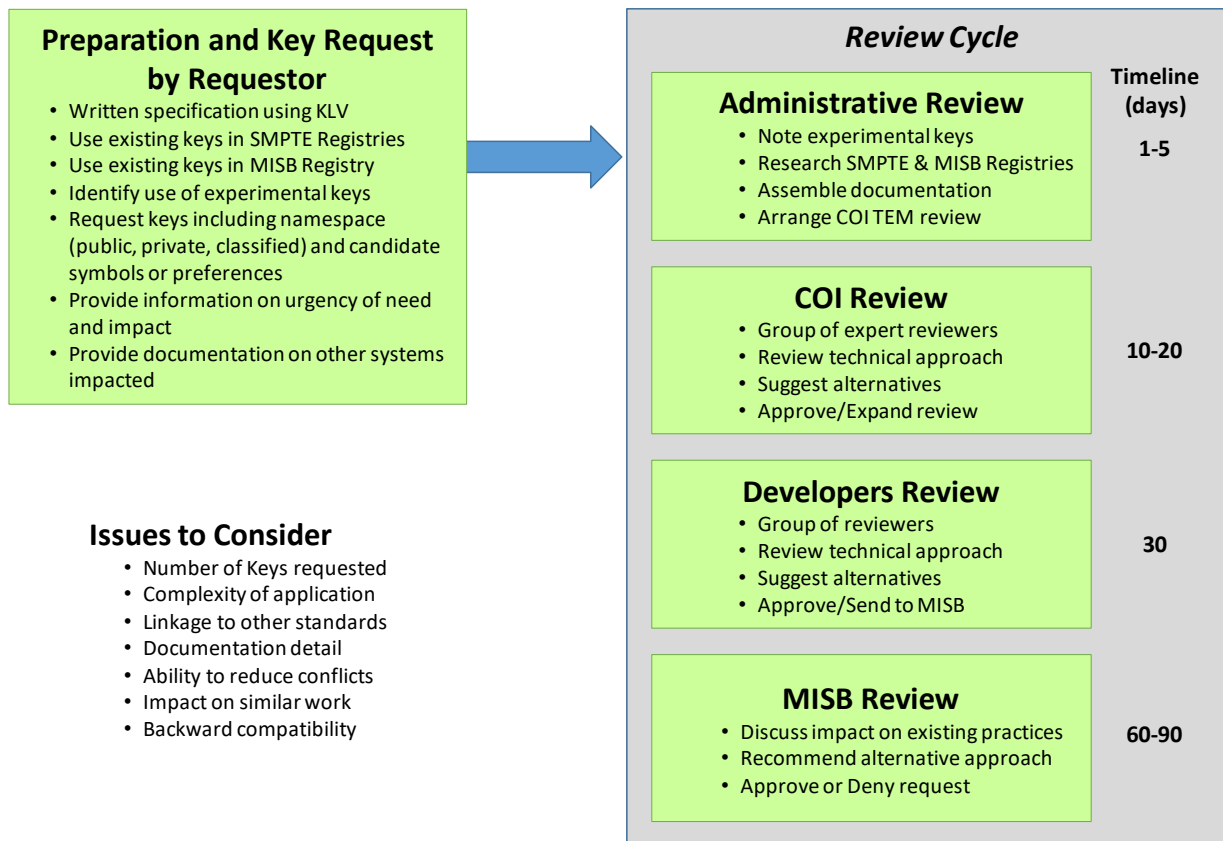 Preparation and Key Request
by Requestor
• Written specification using KLV
• Use existing keys in SMPTE Registries
• Use existing keys in MISB Registry
• Identify use of experimental keys
• Request keys including namespace
(public, private, classified) and candidate
symbols or preferences
• Provide information on urgency of need
and impact
• Provide documentation on other systems
impacted
Issues to Consider
• Number of Keys requested
• Complexity of application
• Linkage to other standards
• Documentation detail
• Ability to reduce conflicts
• Impact on similar work
• Backward compatibility
Review Cycle
Timeline
(days)
Administrative Review
• Note experimental keys
• Research SMPTE & MISB Registries
• Assemble documentation
• Arrange COI TEM review
1-5
COI Review
• Group of expert reviewers
• Review technical approach
• Suggest alternatives
• Approve/Expand review
10-20
Developers Review
• Group of reviewers
• Review technical approach
• Suggest alternatives
• Approve/Send to MISB
30
MISB Review
• Discuss impact on existing practices
• Recommend alternative approach
• Approve or Deny request
60-90